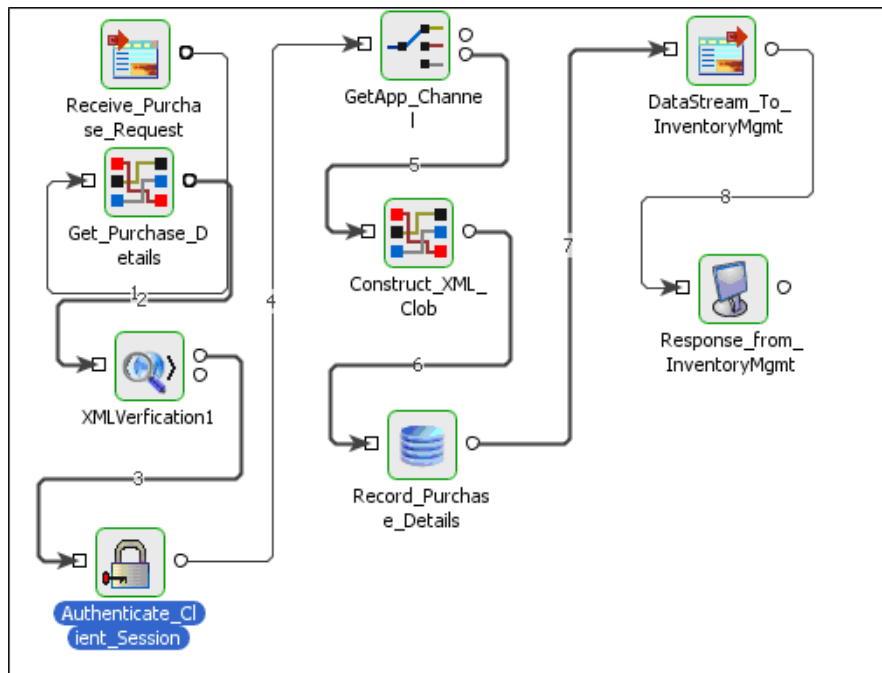 Receive_Purcha
se_Request
Get_Purchase_D
etails
1
2
XMLVerfication1
3
Authenticate_Cl
ient_Session
4
GetApp_Channe
l
5
Construct_XML_
Clob
6
Record_Purchas
e_Details
7
DataStream_To_
InventoryMgmt
8
Response_from_
InventoryMgmt